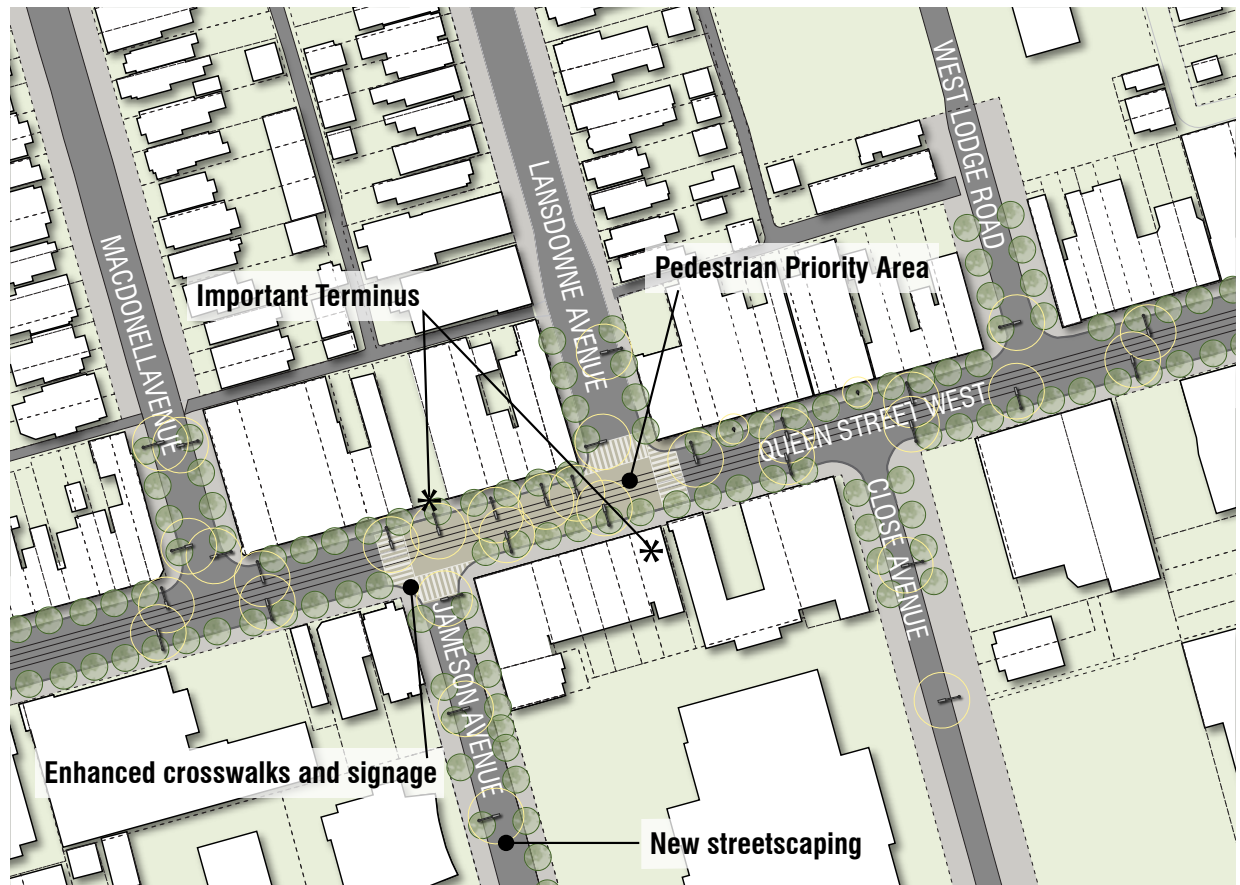 WEST LODGE ROAD
LANSDOWNE AVENUE
MACDONELL AVENUE
Pedestrian Priority Area
Important Terminus
QUEEN STREET WEST
CLOSE AVENUE
JAMESON AVENUE
Enhanced crosswalks and signage
New streetscaping